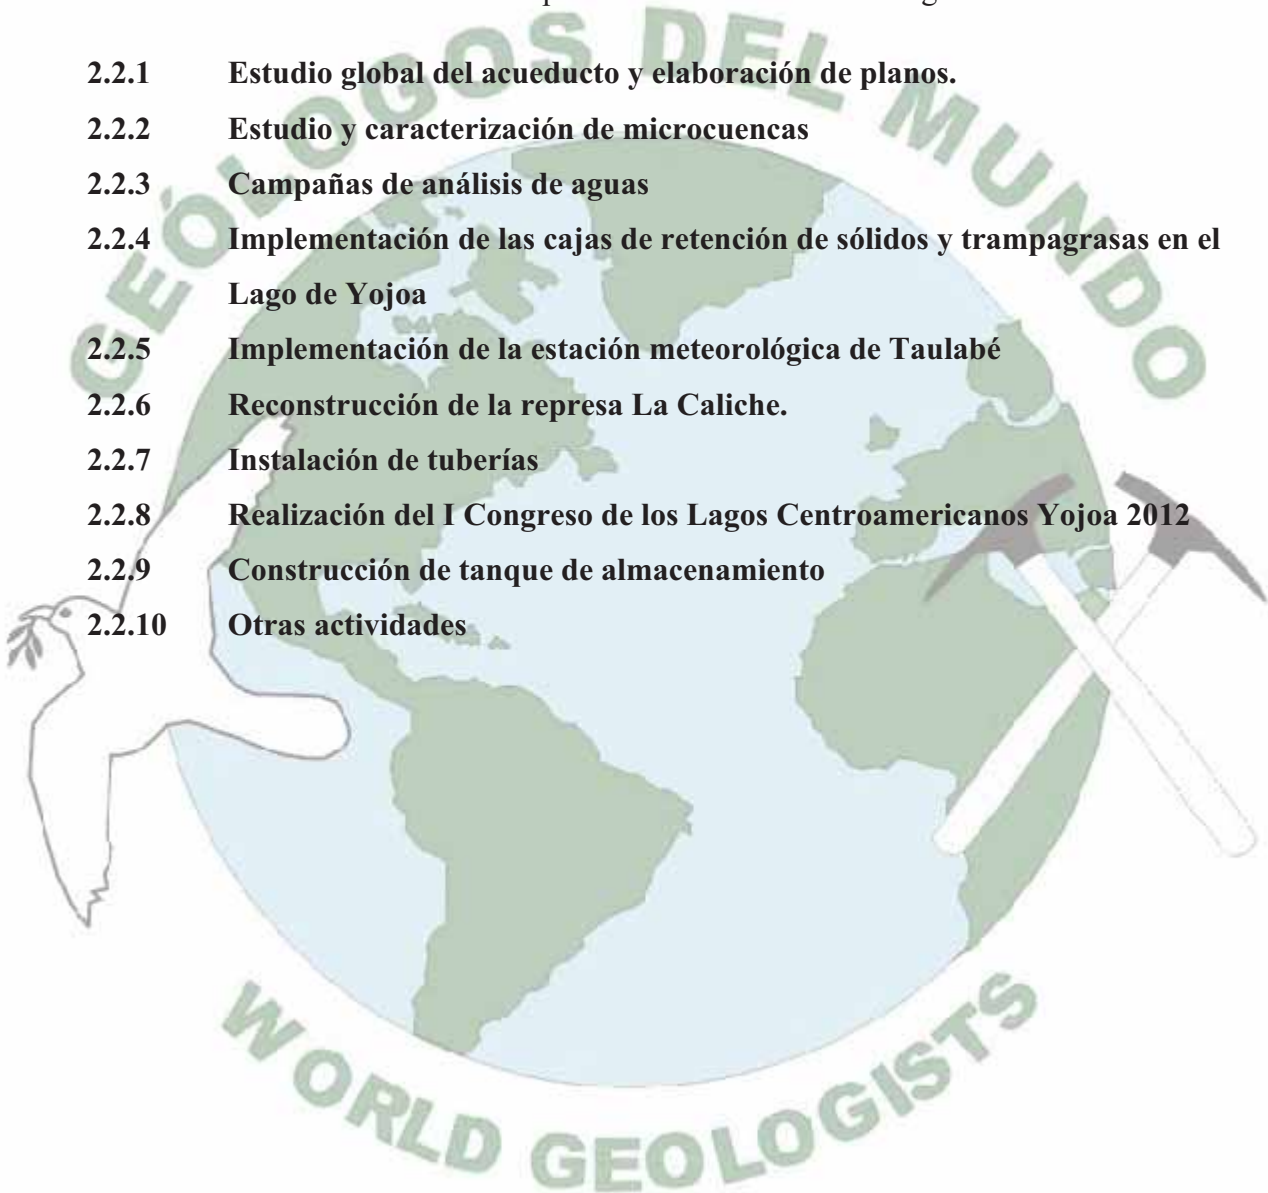 2.2.1 Estudio global del acueducto y elaboración de planos.
2.2.2 Estudio y caracterización de microcuencas
2.2.3 Campañas de análisis de aguas
2.2.4 Implementación de las cajas de retención de sólidos y trampagrasas en el
Lago de Yojoa
2.2.5 Implementación de la estación meteorológica de Taulabé
2.2.6 Reconstrucción de la represa La Caliche.
2.2.7 Instalación de tuberías
2.2.8 Realización del I Congreso de los Lagos Centroamericanos Yojoa 2012
2.2.9 Construcción de tanque de almacenamiento
2.2.10 Otras actividades
GEÓLOGOS DEL MUNDO
WORLD GEOLOGISTS